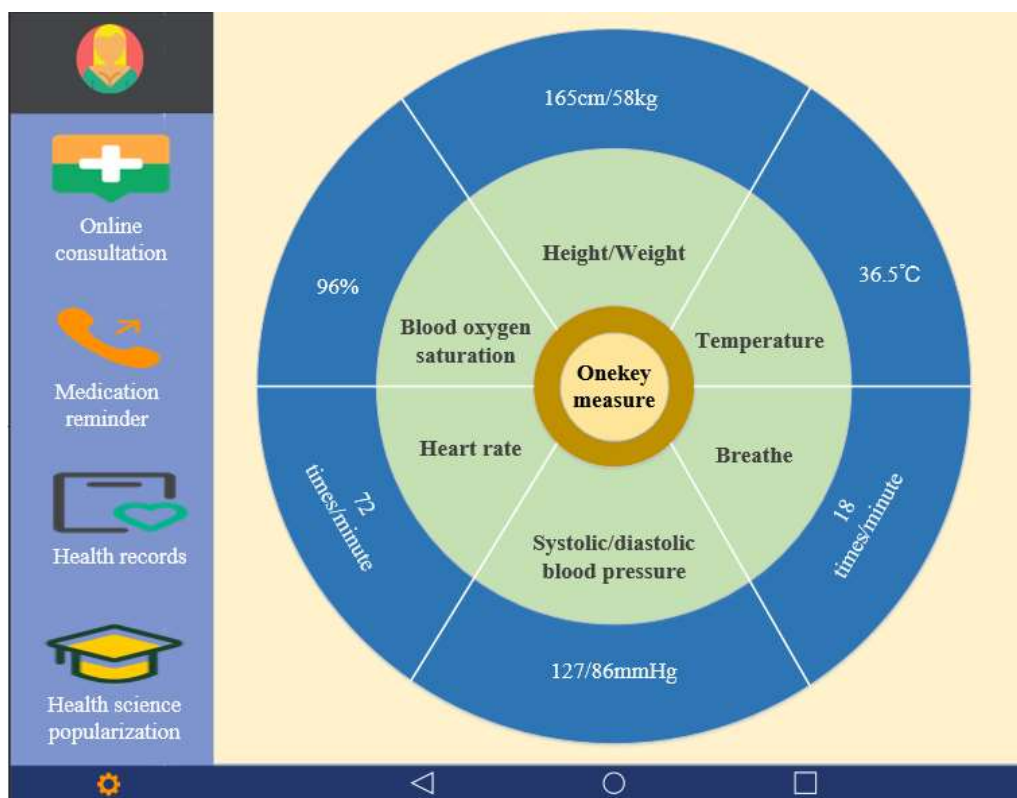 Online
consultation
Medication
reminder
Health records
Health science
popularization
165cm/58kg
Height/Weight
36.5℃
Temperature
18
times/minute
Breathe
127/86mmHg
Systolic/diastolic
blood pressure
72
times/minute
Heart rate
96%
Blood oxygen
saturation
Onekey
measure